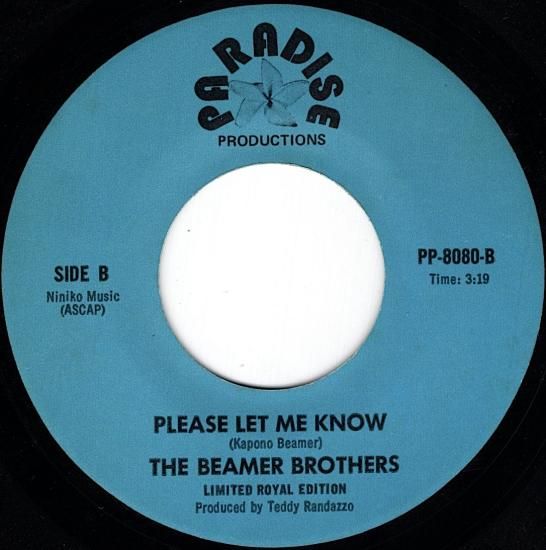 PARADISE
PRODUCTIONS
SIDE B
Niniko Music
(ASCAP)
PP-8080-B
Time: 3:19
PLEASE LET ME KNOW
(Kapono Beamer)
THE BEAMER BROTHERS
LIMITED ROYAL EDITION
Produced by Teddy Randazzo